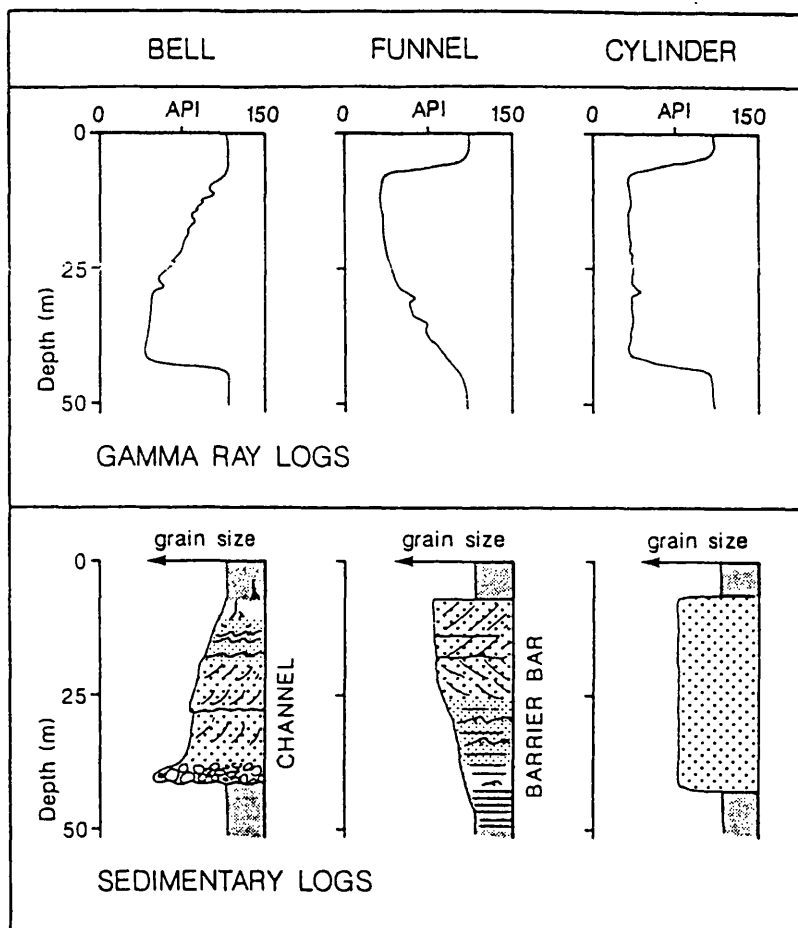 BELL FUNNEL CYLINDER
0 API 150 0 API 150 0 API 150
0
25
50
Depth (m)
GAMMA RAY LOGS
grain size grain size grain size
0
25
50
Depth (m)
CHANNEL
BARRIER BAR
SEDIMENTARY LOGS